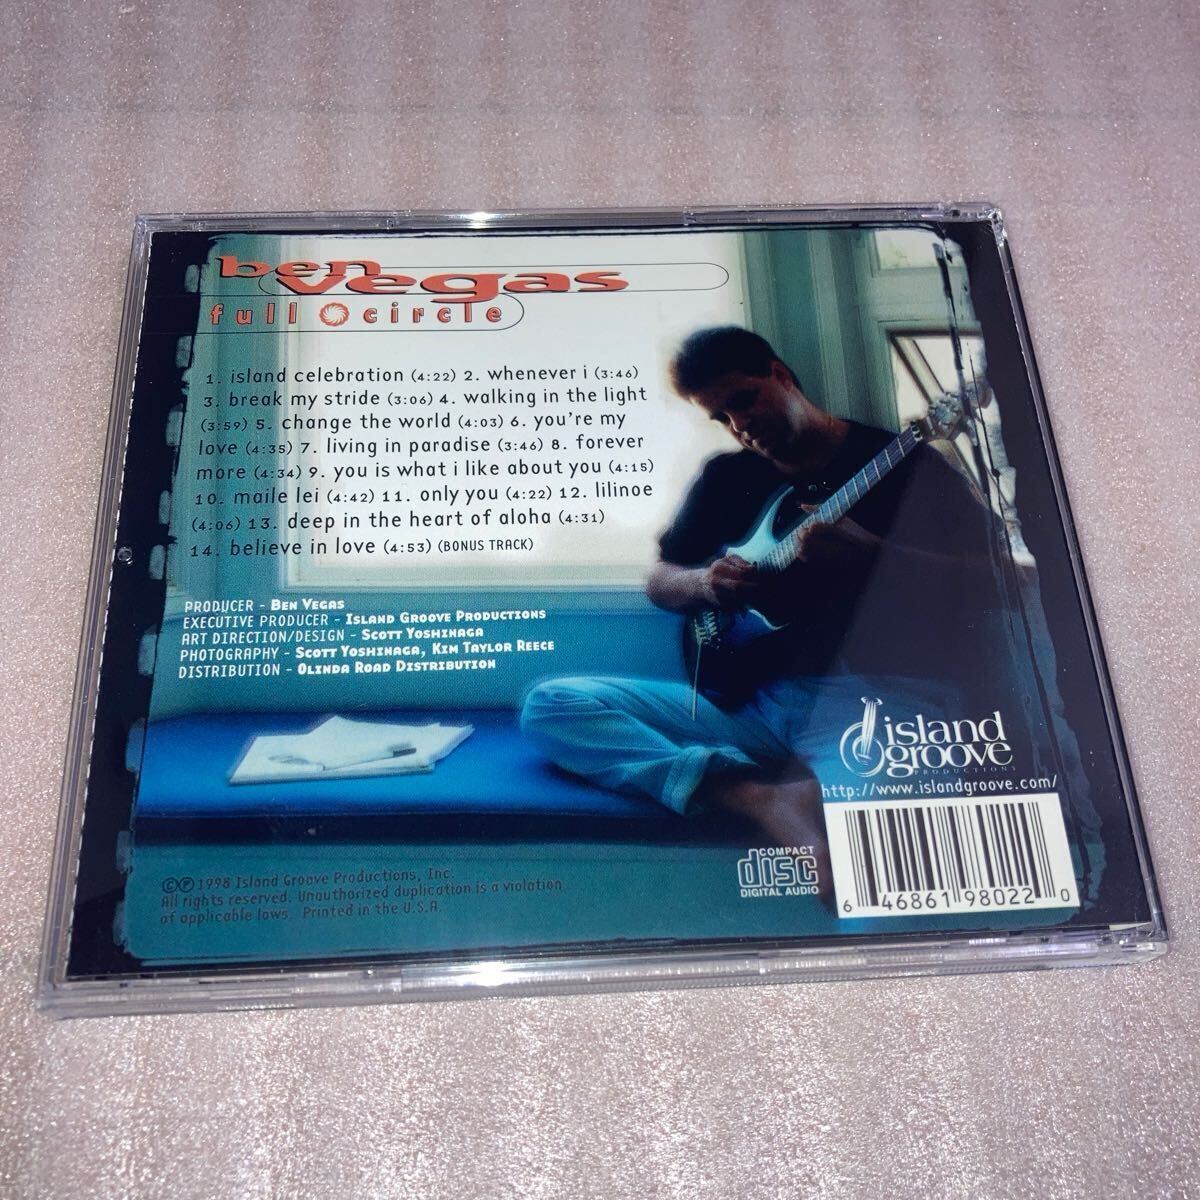 ben
vegas
full circle
1. island celebration (4:22) 2. whenever i (3:46)
3. break my stride (3:06) 4. walking in the light
(3:59) 5. change the world (4:03) 6. you're my
love (4:35) 7. living in paradise (3:46) 8. forever
more (4:34) 9. you is what i like about you (4:15)
10. maile lei (4:42) 11. only you (4:22) 12. lilinoe
(4:06) 13. deep in the heart of aloha (4:31)
14. believe in love (4:53) (BONUS TRACK)
PRODUCER - BEN VEGAS
EXECUTIVE PRODUCER - ISLAND GROOVE PRODUCTIONS
ART DIRECTION/DESIGN - SCOTT YOSHINAGA
PHOTOGRAPHY - SCOTT YOSHINAGA, KIM TAYLOR REECE
DISTRIBUTION - OLINDA ROAD DISTRIBUTION
island
groove
PRODUCTIONS
http://www.islandgroove.com/
©℗1998 Island Groove Productions, Inc.
All rights reserved. Unauthorized duplication is a violation
of applicable laws. Printed in the U.S.A.
COMPACT
disc
DIGITAL AUDIO
6 46861 98022 0